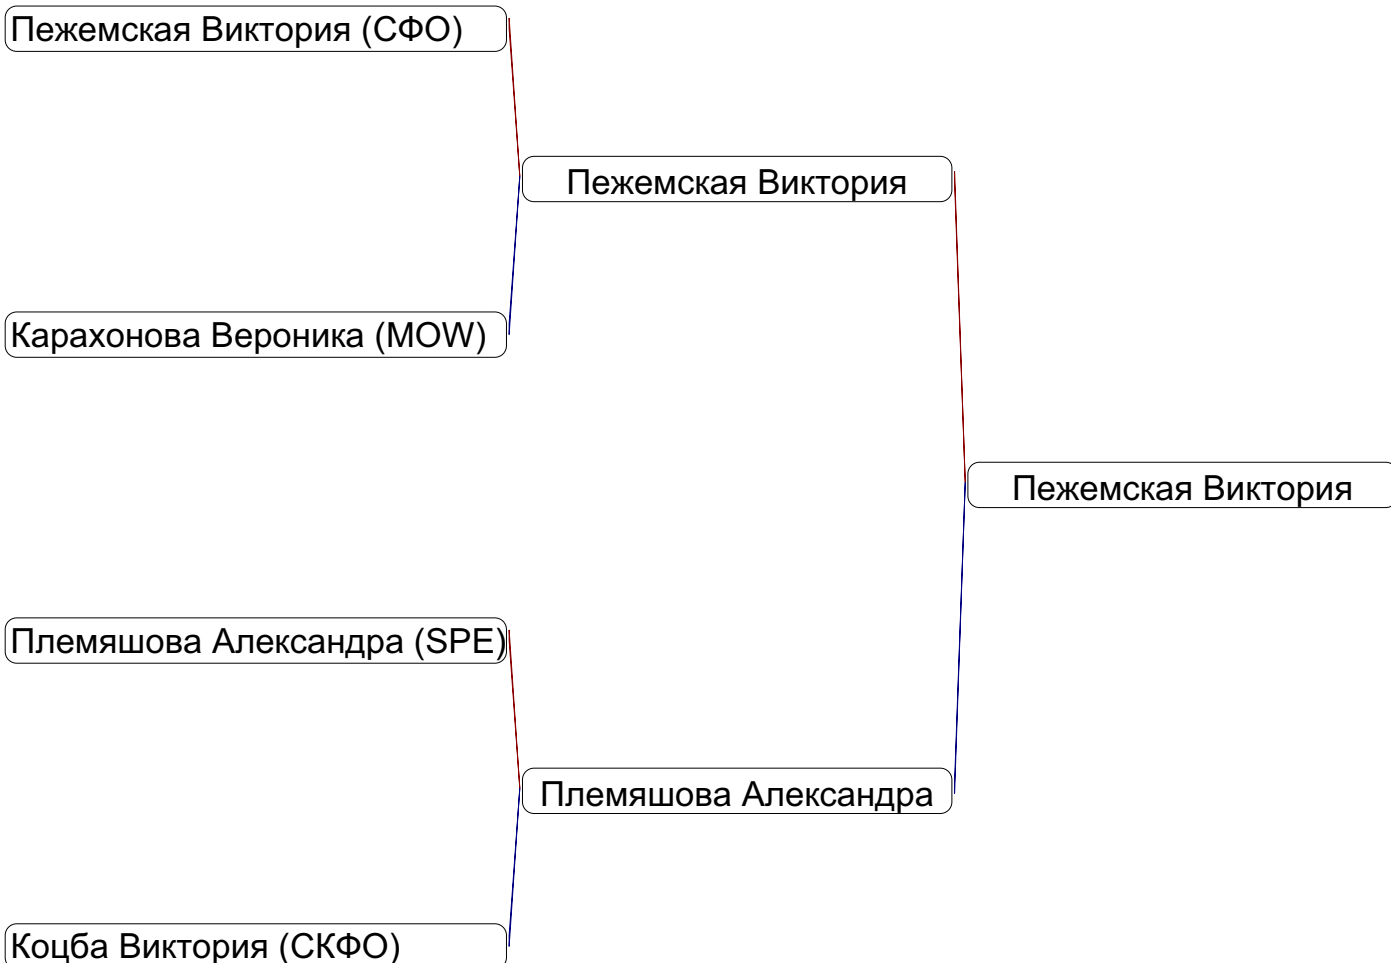 Пежемская Виктория (СФО)
Пежемская Виктория
Карахонова Вероника (MOW)
Пежемская Виктория
Племяшова Александра (SPE)
Племяшова Александра
Коцба Виктория (СКФО)